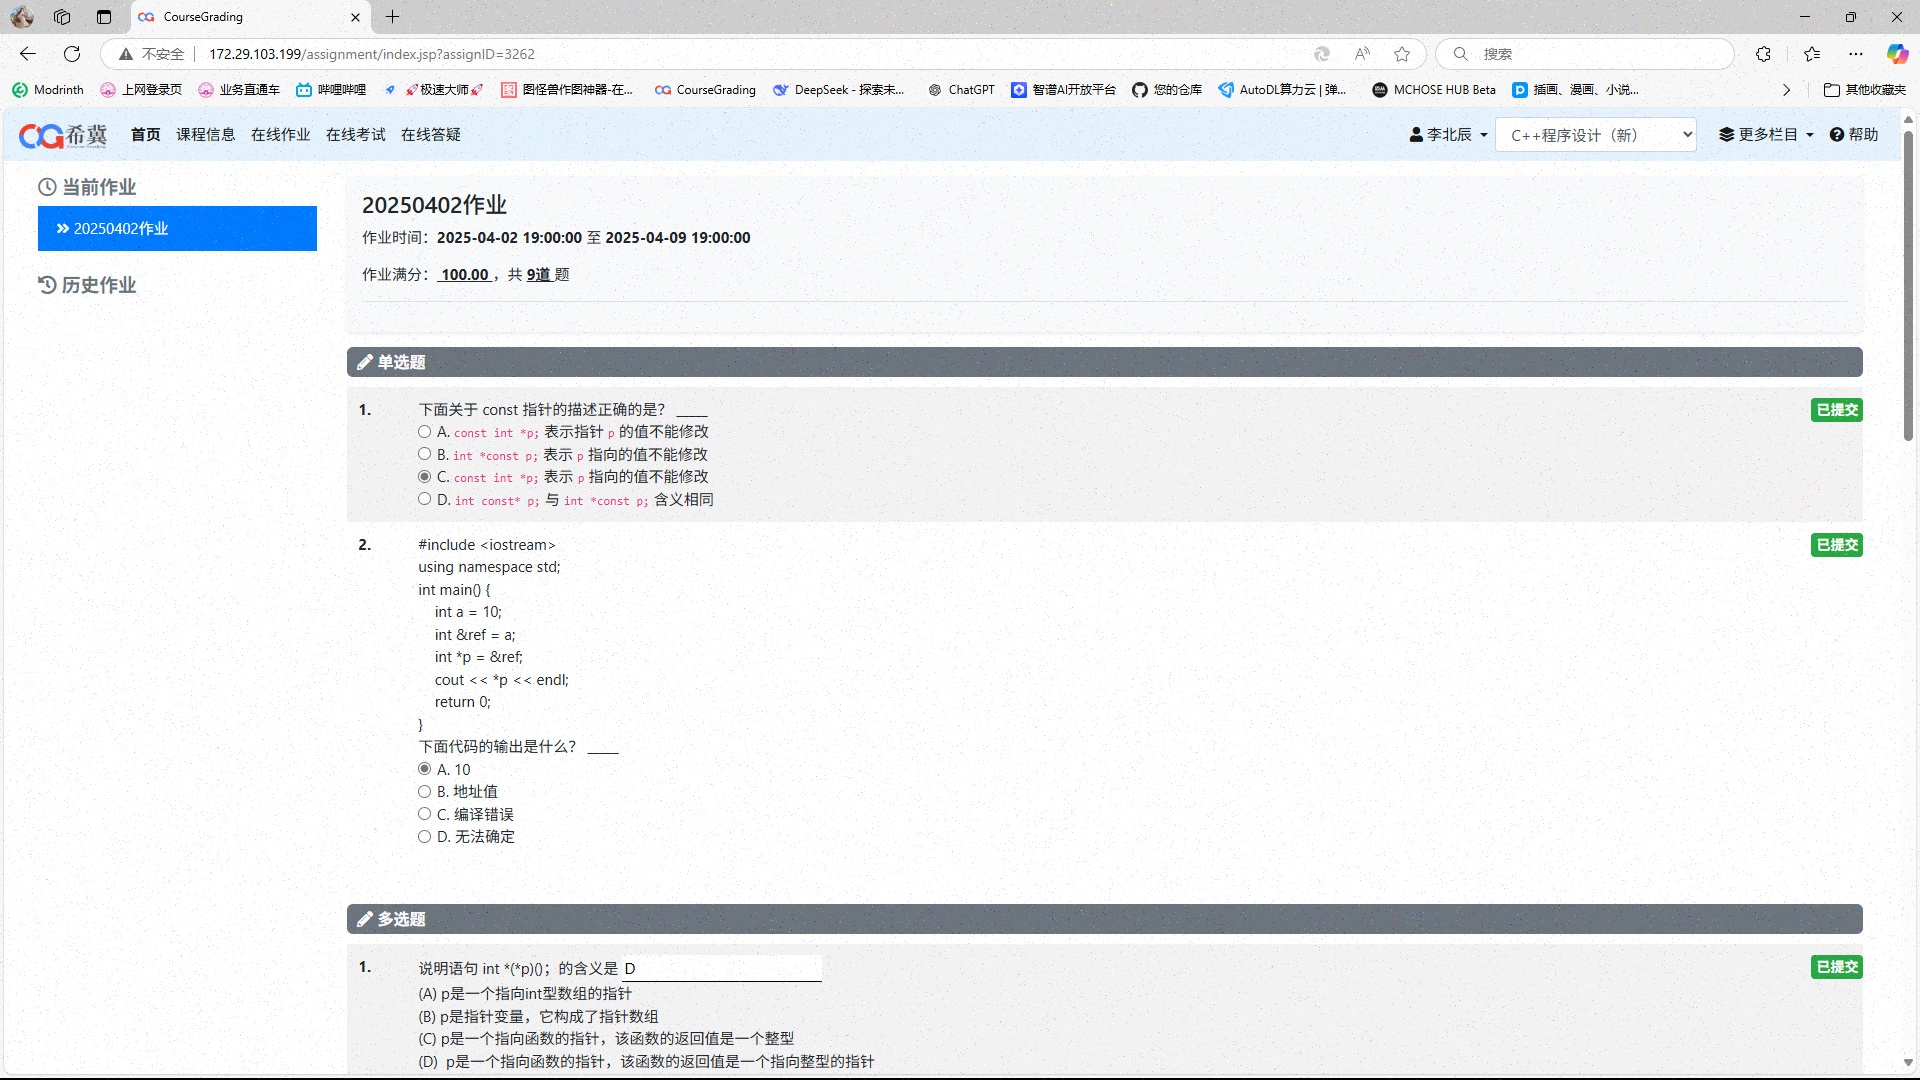 CourseGrading
不安全
172.29.103.199/assignment/index.jsp?assignID=3262
搜索
Modrinth
上网登录页
业务直通车
哔哩哔哩
🚀极速大师🚀
图怪兽作图神器-在...
CourseGrading
DeepSeek - 探索未...
ChatGPT
智谱AI开放平台
您的仓库
AutoDL算力云 | 弹...
MCHOSE HUB Beta
插画、漫画、小说...
其他收藏夹
CG希冀
首页 课程信息 在线作业 在线考试 在线答疑
李北辰
C++程序设计(新)
更多栏目
帮助
当前作业
20250402作业
历史作业
20250402作业
作业时间:2025-04-02 19:00:00 至 2025-04-09 19:00:00
作业满分: 100.00 ,共 9道 题
单选题
1. 下面关于 const 指针的描述正确的是? ____ 已提交
A. const int *p; 表示指针 p 的值不能修改
B. int *const p; 表示 p 指向的值不能修改
C. const int *p; 表示 p 指向的值不能修改
D. int const* p; 与 int *const p; 含义相同
2. #include <iostream> 已提交
using namespace std;
int main() {
int a = 10;
int &ref = a;
int *p = &ref;
cout << *p << endl;
return 0;
}
下面代码的输出是什么? ____
A. 10
B. 地址值
C. 编译错误
D. 无法确定
多选题
1. 说明语句 int *(*p)();的含义是 D 已提交
(A) p是一个指向int型数组的指针
(B) p是指针变量,它构成了指针数组
(C) p是一个指向函数的指针,该函数的返回值是一个整型
(D) p是一个指向函数的指针,该函数的返回值是一个指向整型的指针